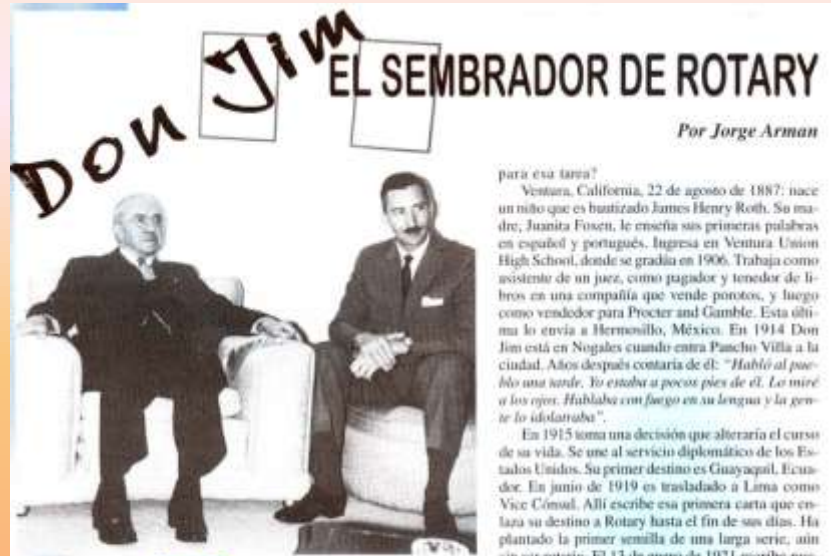 Don Jim
EL SEMBRADOR DE ROTARY
Por Jorge Arman
para esa tarea?
Ventura, California, 22 de agosto de 1887: nace
un niño que es bautizado James Henry Roth. Su ma-
dre, Juanita Foxen, le enseña sus primeras palabras
en español y portugués. Ingresa en Ventura Union
High School, donde se gradúa en 1906. Trabaja como
asistente de un juez, como pagador y tenedor de li-
bros en una compañía que vende porotos, y luego
como vendedor para Procter and Gamble. Esta últi-
ma lo envía a Hermosillo, México. En 1914 Don
Jim está en Nogales cuando entra Pancho Villa a la
ciudad. Años después contaría de él: "Habló al pue-
blo una tarde. Yo estaba a pocos pies de él. Lo miré
a los ojos. Hablaba con fuego en su lengua y la gen-
te lo idolatraba".
En 1915 toma una decisión que alteraría el curso
de su vida. Se une al servicio diplomático de los Es-
tados Unidos. Su primer destino es Guayaquil, Ecua-
dor. En junio de 1919 es trasladado a Lima como
Vice Cónsul. Allí escribe esa primera carta que en-
laza su destino a Rotary hasta el fin de sus días. Ha
plantado la primer semilla de una larga serie, aún